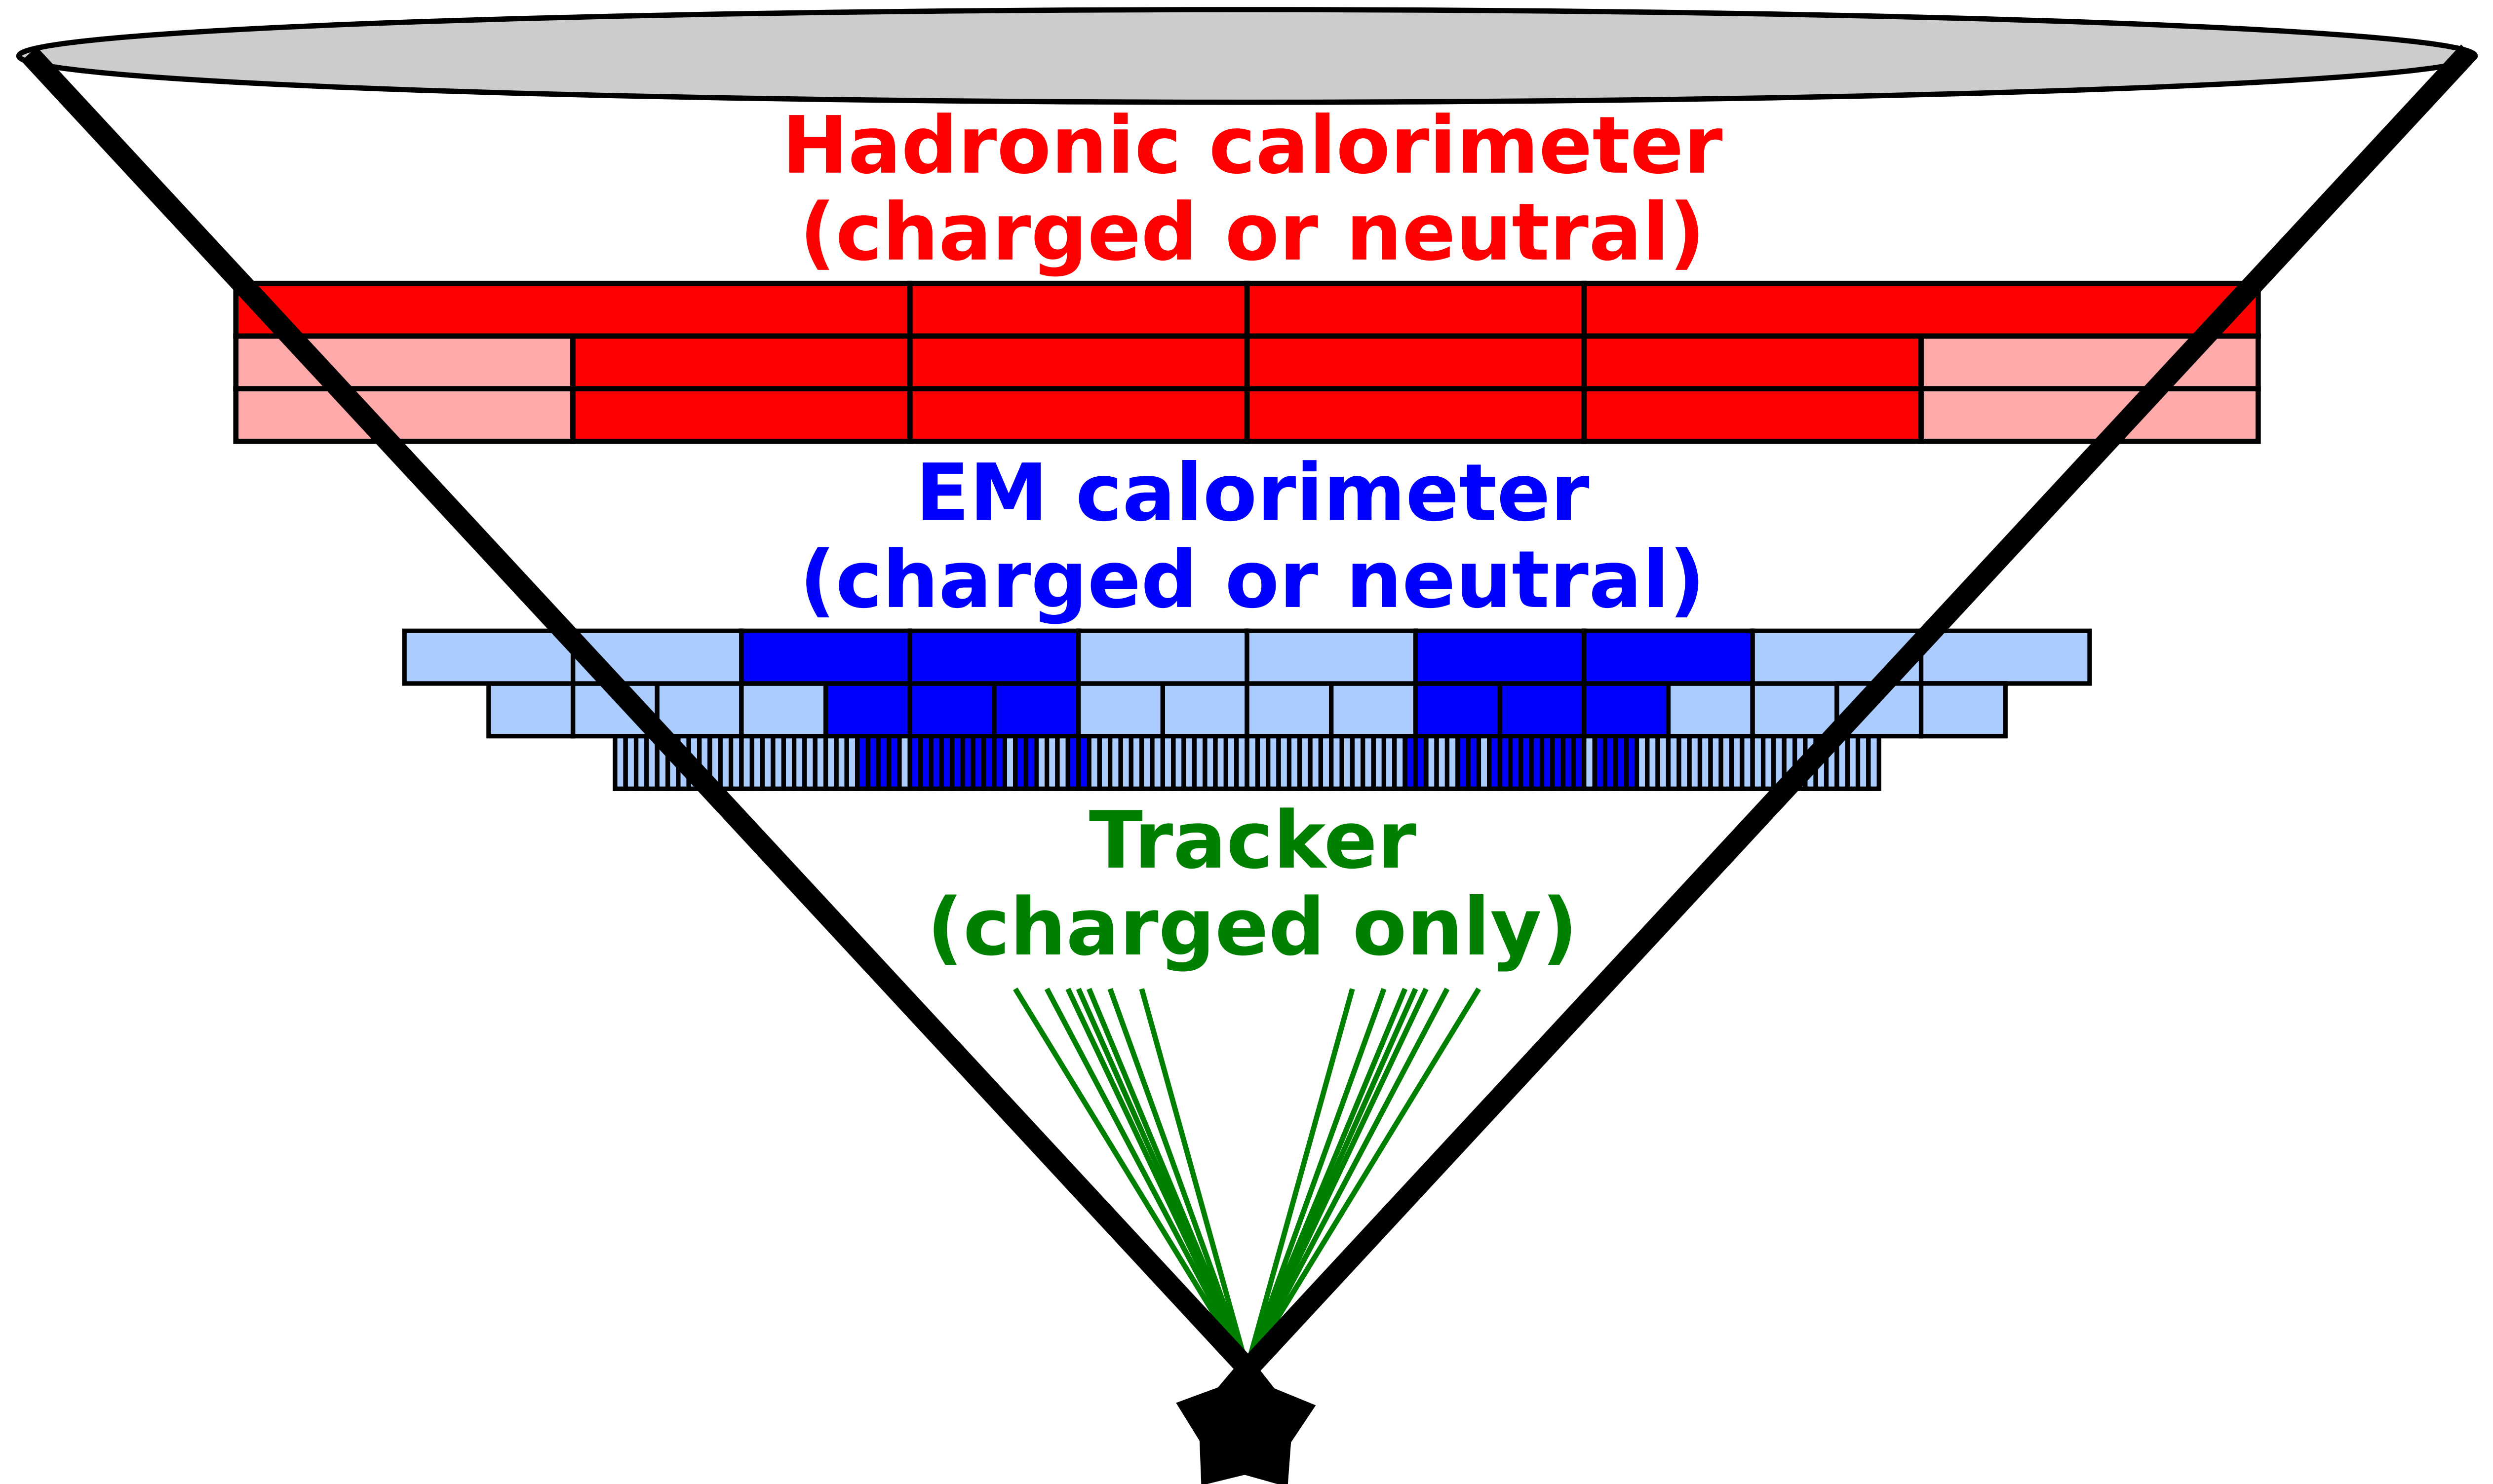 Hadronic calorimeter
(charged or neutral)
EM calorimeter
(charged or neutral)
Tracker
(charged only)